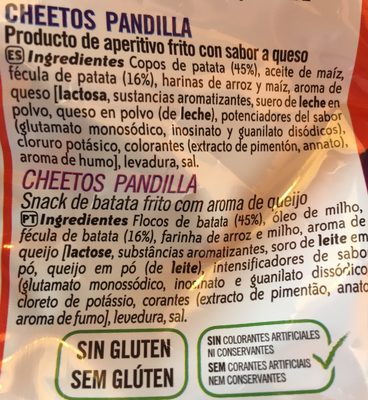 CHEETOS PANDILLA
Producto de aperitivo frito con sabor a queso
ES Ingredientes Copos de patata (45%), aceite de maíz,
fécula de patata (16%), harinas de arroz y maíz, aroma de
queso [lactosa, sustancias aromatizantes, suero de leche en
polvo, queso en polvo (de leche), potenciadores del sabor
(glutamato monosódico, inosinato y guanilato disódicos),
cloruro potásico, colorantes (extracto de pimentón, annato),
aroma de humo], levadura, sal.
CHEETOS PANDILLA
Snack de batata frito com aroma de queijo
PT Ingredientes Flocos de batata (45%), óleo de milho,
fécula de batata (16%), farinha de arroz e milho, aroma de
queijo [lactose, substâncias aromatizantes, soro de leite em
pó, queijo em pó (de leite), intensificadores de sabo
(glutamato monossódico, inosinato e guanilato dissódic
cloreto de potássio, corantes (extrato de pimentão, anato
aroma de fumo], levedura, sal.
SIN GLUTEN
SEM GLÚTEN
SIN COLORANTES ARTIFICIALES
NI CONSERVANTES
SEM CORANTES ARTIFICIAIS
NEM CONSERVANTES